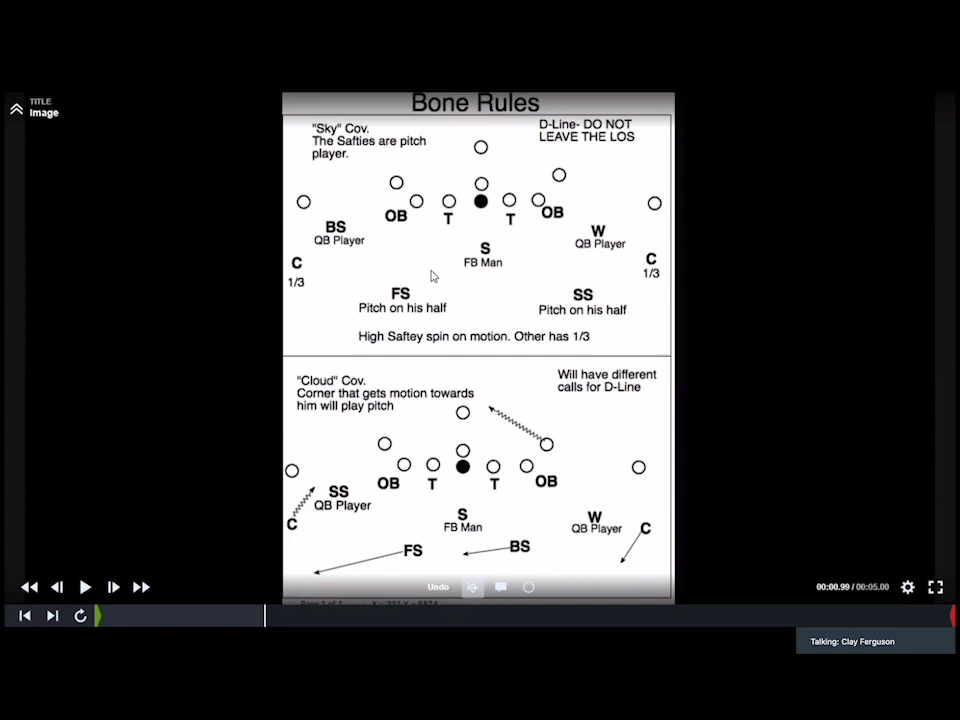 TITLE
Image
Bone Rules
"Sky" Cov.
The Safties are pitch
player.
D-Line- DO NOT
LEAVE THE LOS
OB
T
T
OB
BS
QB Player
W
QB Player
S
FB Man
C
1/3
C
1/3
FS
Pitch on his half
SS
Pitch on his half
High Saftey spin on motion. Other has 1/3
"Cloud" Cov.
Corner that gets motion towards
him will play pitch
Will have different
calls for D-Line
OB
T
T
OB
SS
QB Player
C
S
FB Man
W
QB Player
C
FS
BS
Undo
00:00.99 / 00:05.00
Talking: Clay Ferguson